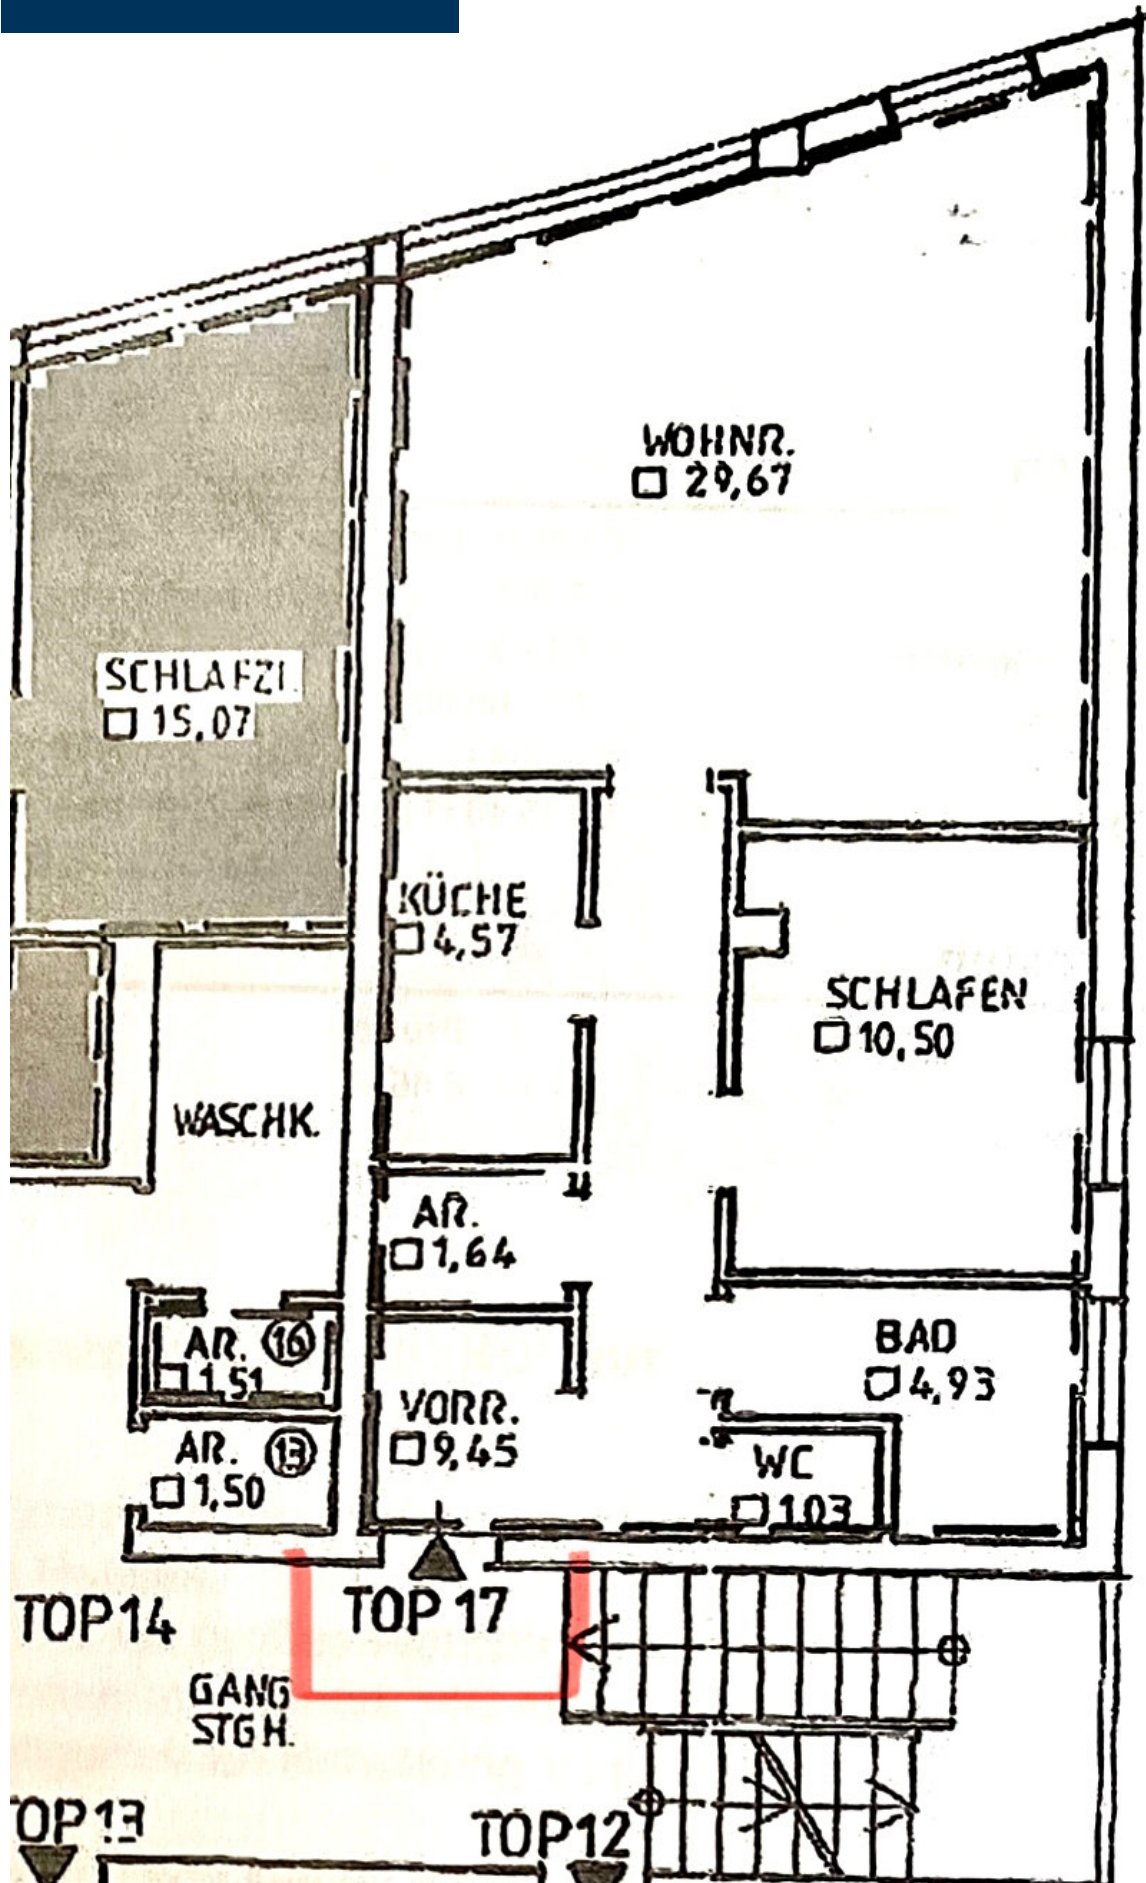 WOHNR.
□ 29,67
SCHLAFZI.
□ 15,07
KÜCHE
□ 4,57
SCHLAFEN
□ 10,50
WASCHK.
AR.
□ 1,64
AR. 16
□ 1,51
BAD
□ 4,93
VORR.
□ 9,45
AR. 13
□ 1,50
WC
□ 1,03
TOP 14
TOP 17
GANG
STGH.
TOP 13
TOP 12